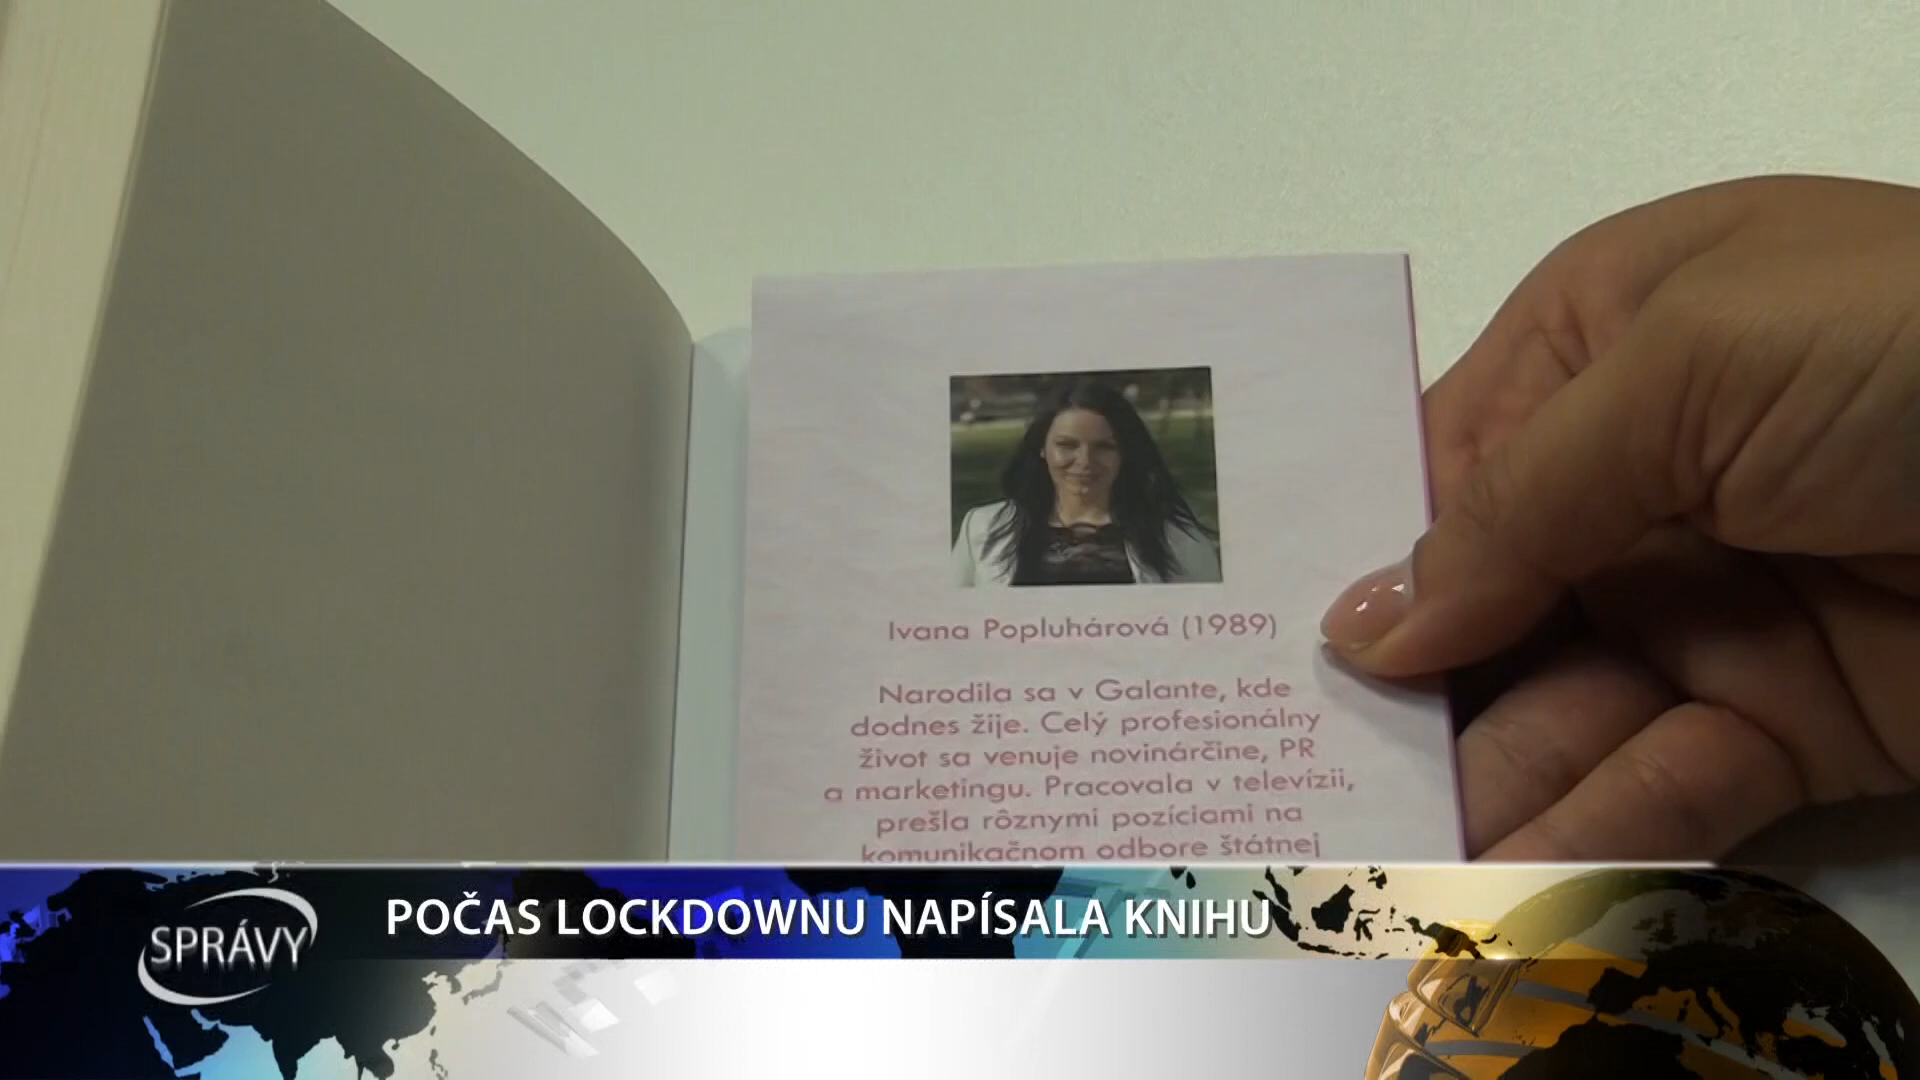 Ivana Popluhárová (1989)
Narodila sa v Galante, kde
dodnes žije. Celý profesionálny
život sa venuje novinárčine, PR
a marketingu. Pracovala v televízii,
prešla rôznymi pozíciami na
komunikačnom odbore štátnej
SPRÁVY
POČAS LOCKDOWNU NAPÍSALA KNIHU